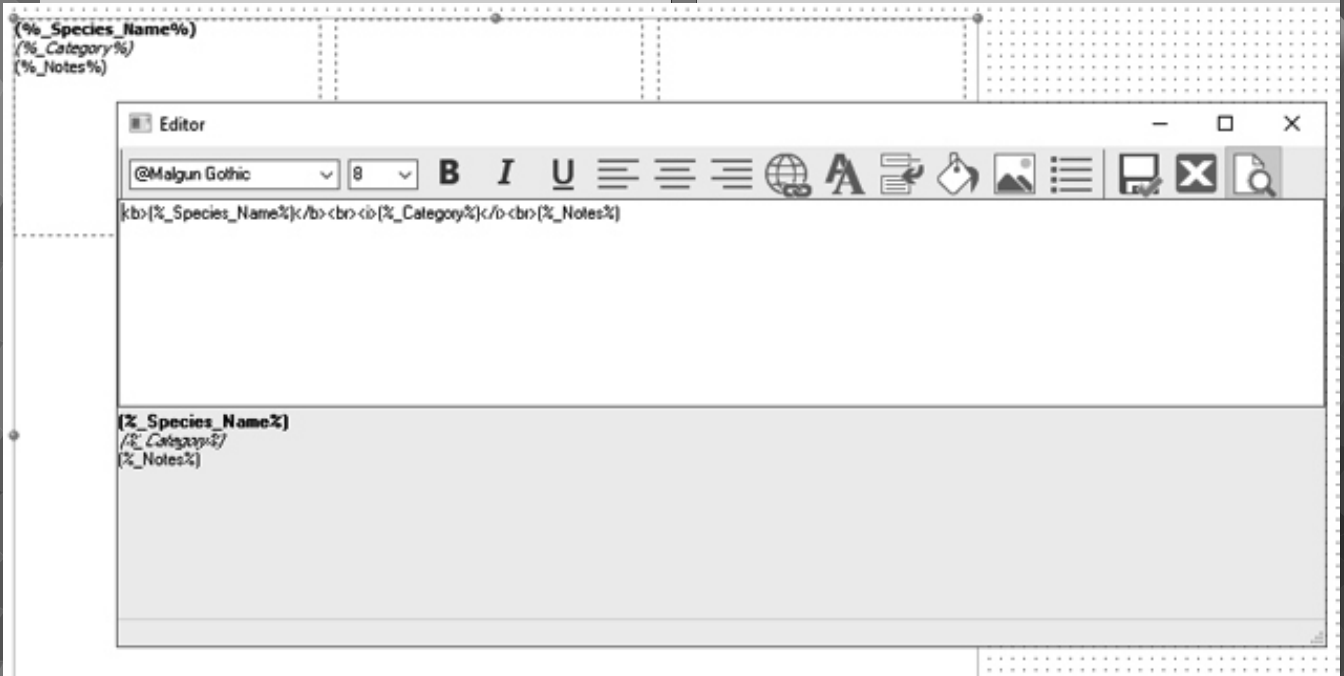 (%_Species_Name%)
(%_Category%)
(%_Notes%)
Editor
@Malgun Gothic 8 B I U A
<b>(%_Species_Name%)</b><br><i>(%_Category%)</i><br>(%_Notes%)
(%_Species_Name%)
(%_Category%)
(%_Notes%)